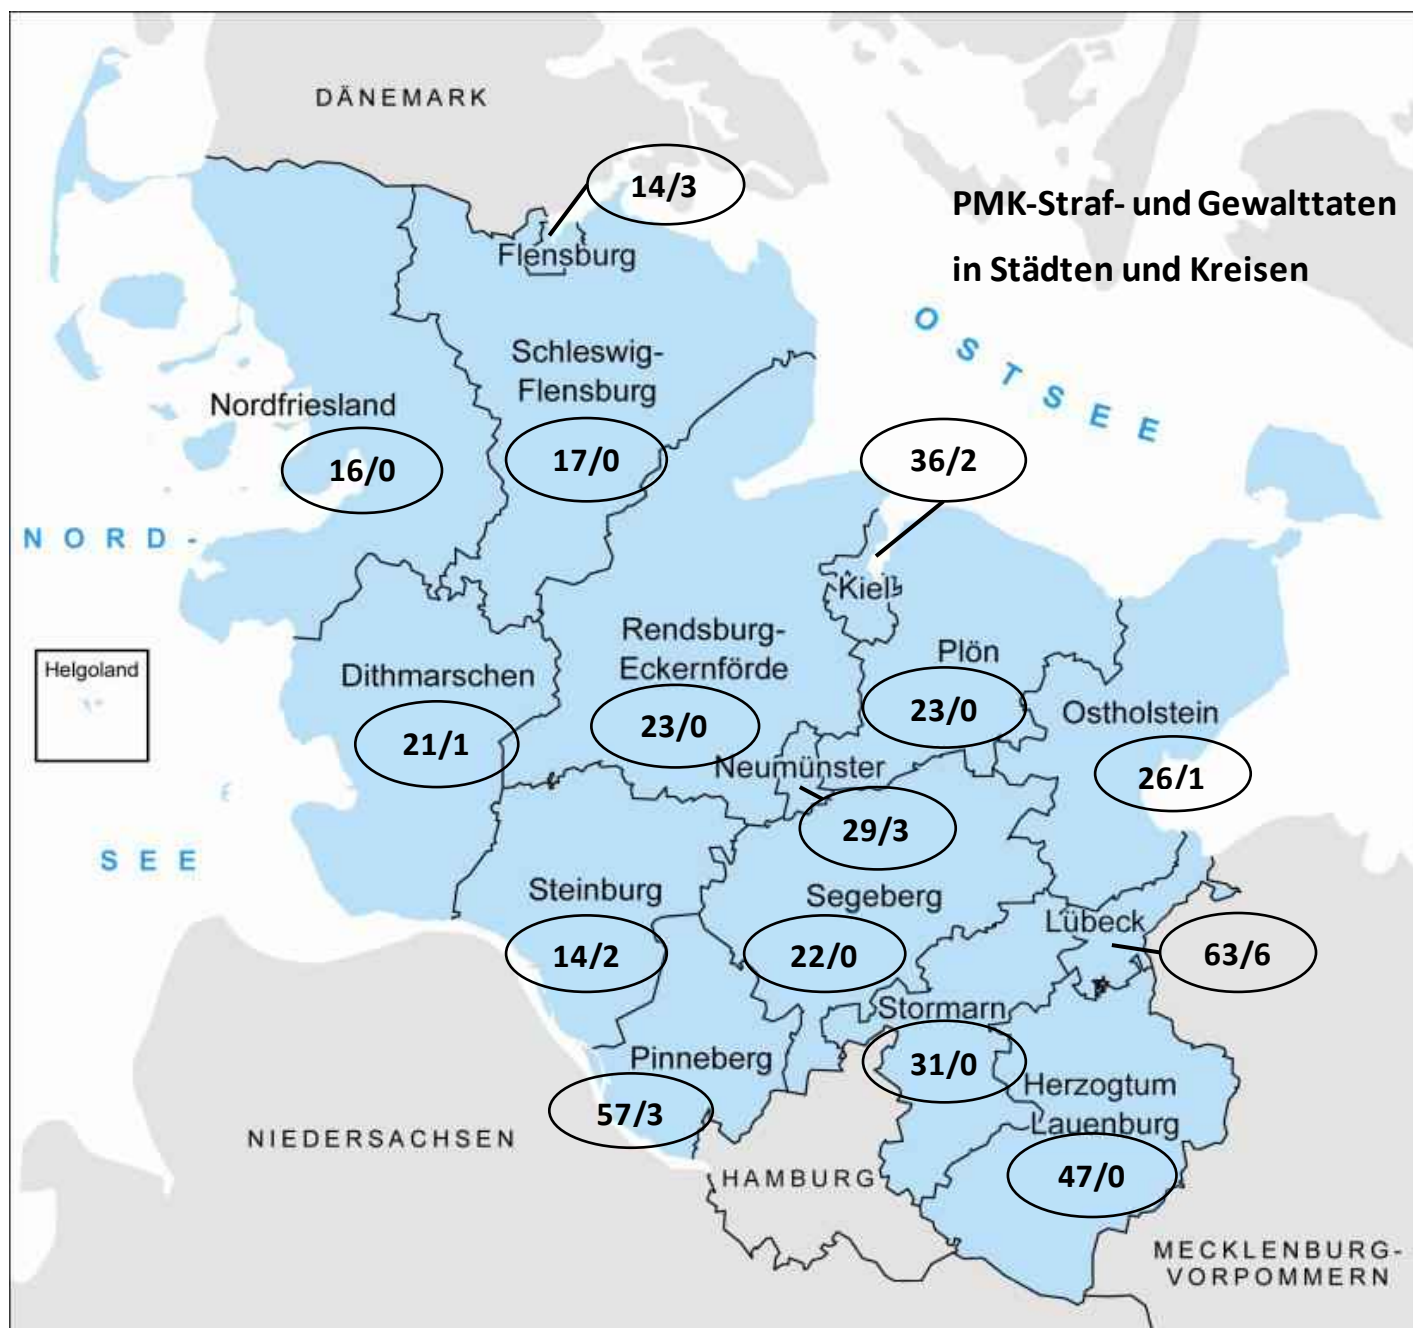 DÄNEMARK
14/3
PMK-Straf- und Gewalttaten
in Städten und Kreisen
Flensburg
OSTSEE
Schleswig-
Flensburg
17/0
Nordfriesland
16/0
36/2
NORD-
Kiel
Rendsburg-
Eckernförde
23/0
Plön
23/0
Helgoland
Dithmarschen
21/1
Ostholstein
26/1
Neumünster
29/3
SEE
Steinburg
14/2
Segeberg
22/0
Lübeck
63/6
Stormarn
31/0
Pinneberg
57/3
Herzogtum
Lauenburg
47/0
NIEDERSACHSEN
HAMBURG
MECKLENBURG-
VORPOMMERN